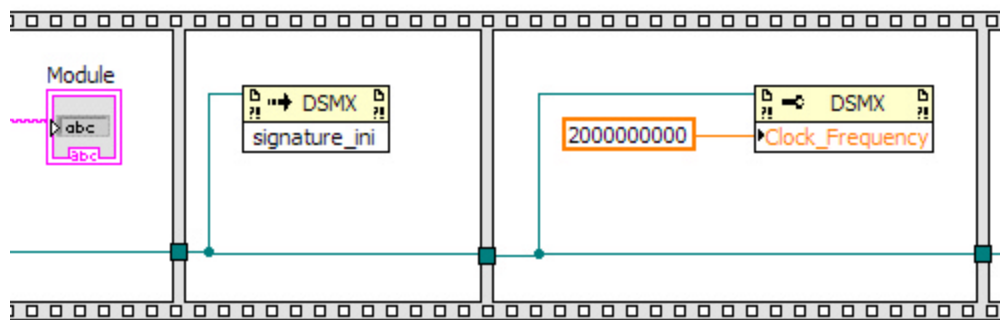 Module
abc
abc
DSMX
signature_ini
2000000000
DSMX
Clock_Frequency